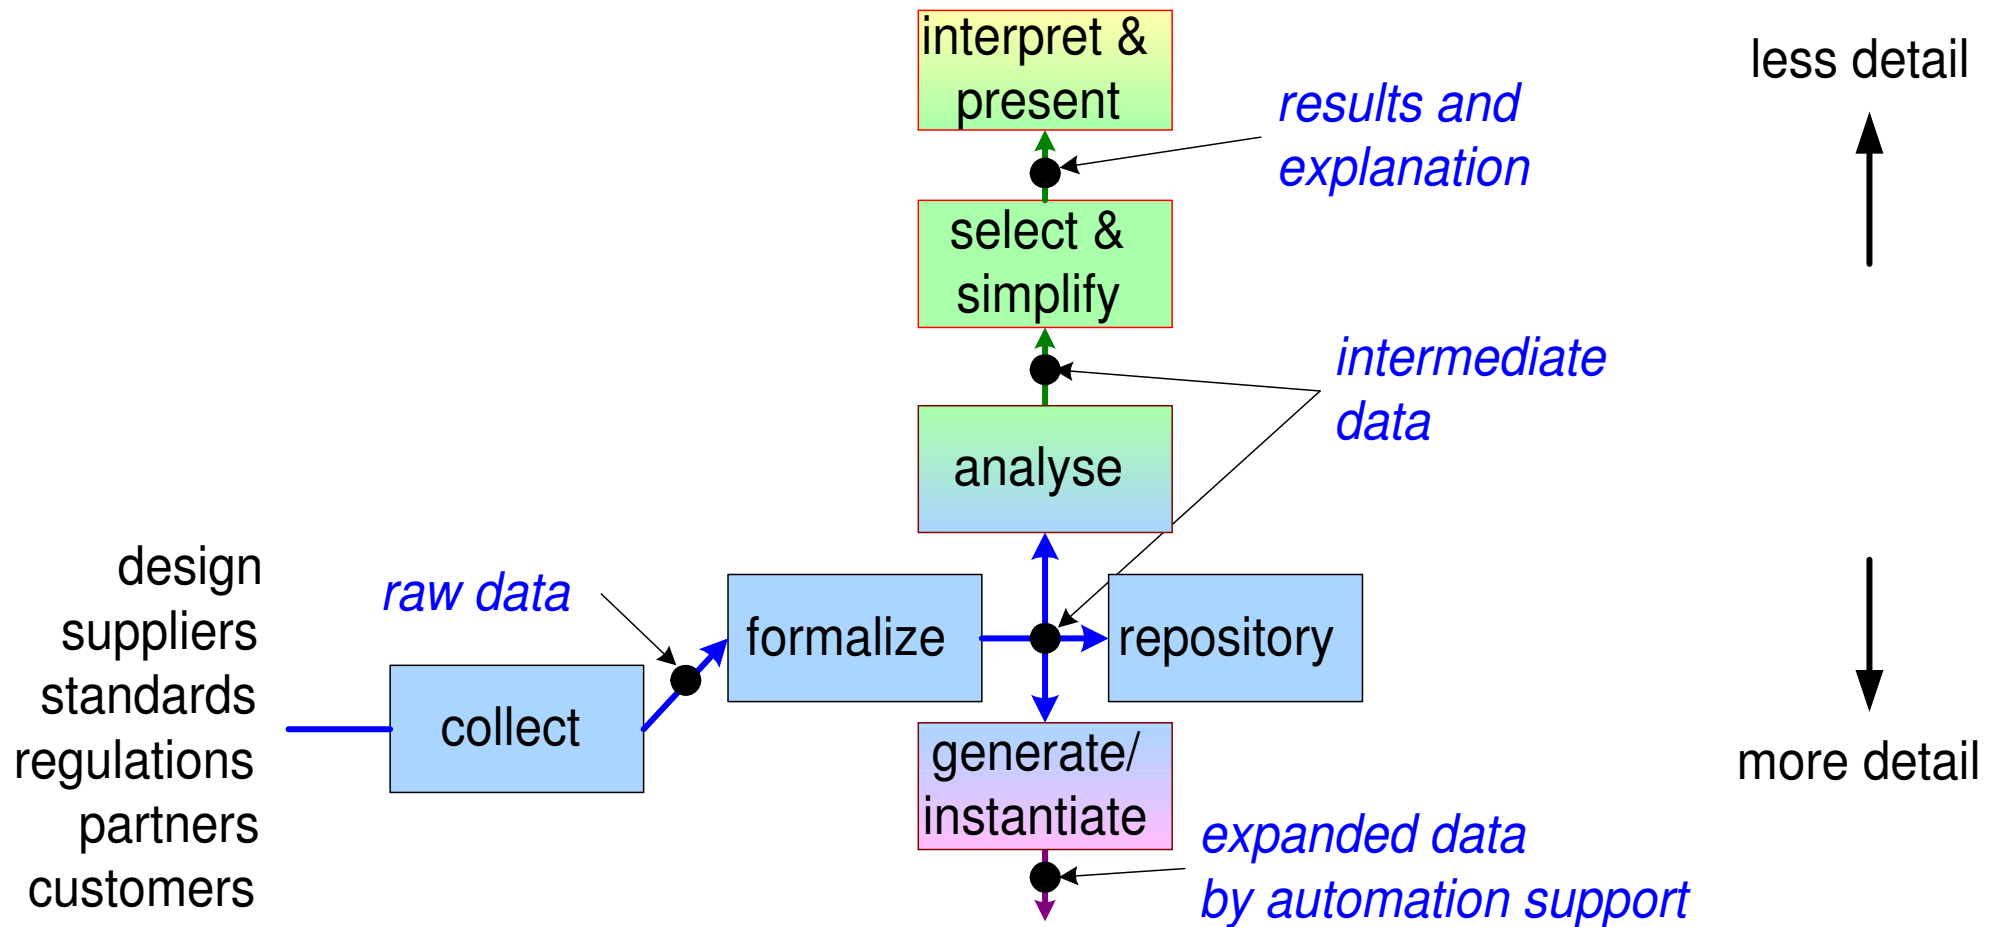 interpret &
present
less detail
results and
explanation
select &
simplify
intermediate
data
analyse
design
suppliers
standards
regulations
partners
customers
raw data
collect
formalize
repository
generate/
instantiate
more detail
expanded data
by automation support